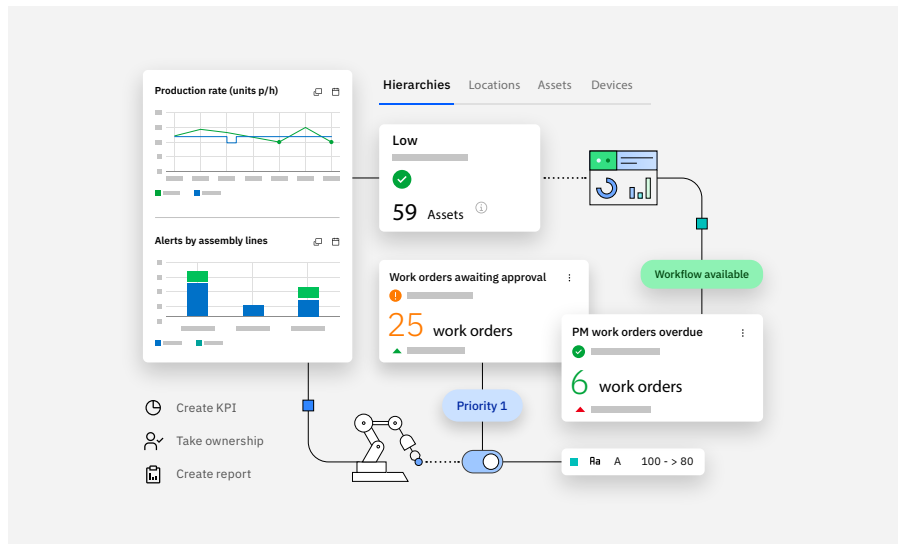 Production rate (units p/h)
Alerts by assembly lines
Create KPI
Take ownership
Create report
Hierarchies Locations Assets Devices
Low
59 Assets
Work orders awaiting approval
25 work orders
Priority 1
Workflow available
PM work orders overdue
6 work orders
Aa A 100 - > 80